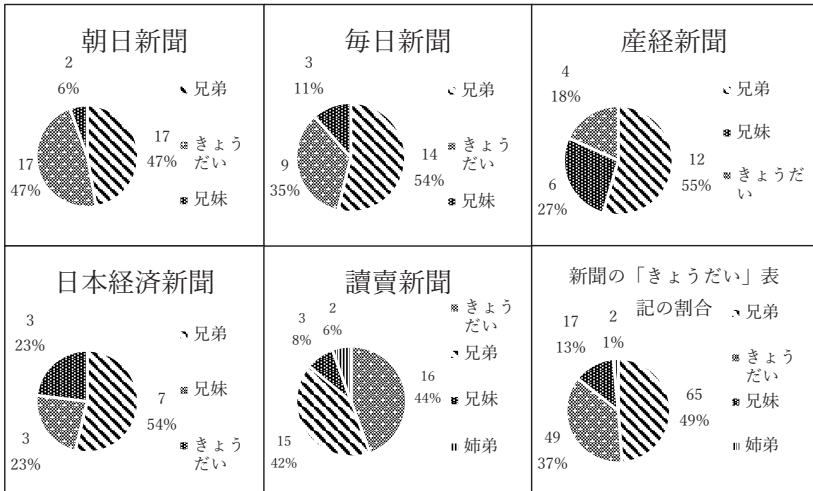 朝日新聞
2
6%
兄弟
17
47%
きょう
だい
17
47%
兄妹
毎日新聞
3
11%
兄弟
14
54%
きょう
だい
9
35%
兄妹
産経新聞
4
18%
兄弟
兄妹
12
55%
きょうだ
い
6
27%
日本経済新聞
3
23%
兄弟
兄妹
7
54%
3
23%
きょう
だい
讀賣新聞
3
8%
2
6%
きょう
だい
兄弟
16
44%
兄妹
15
42%
姉弟
新聞の「きょうだい」表
記の割合
17
13%
2
1%
兄弟
きょう
だい
65
49%
兄妹
49
37%
姉弟